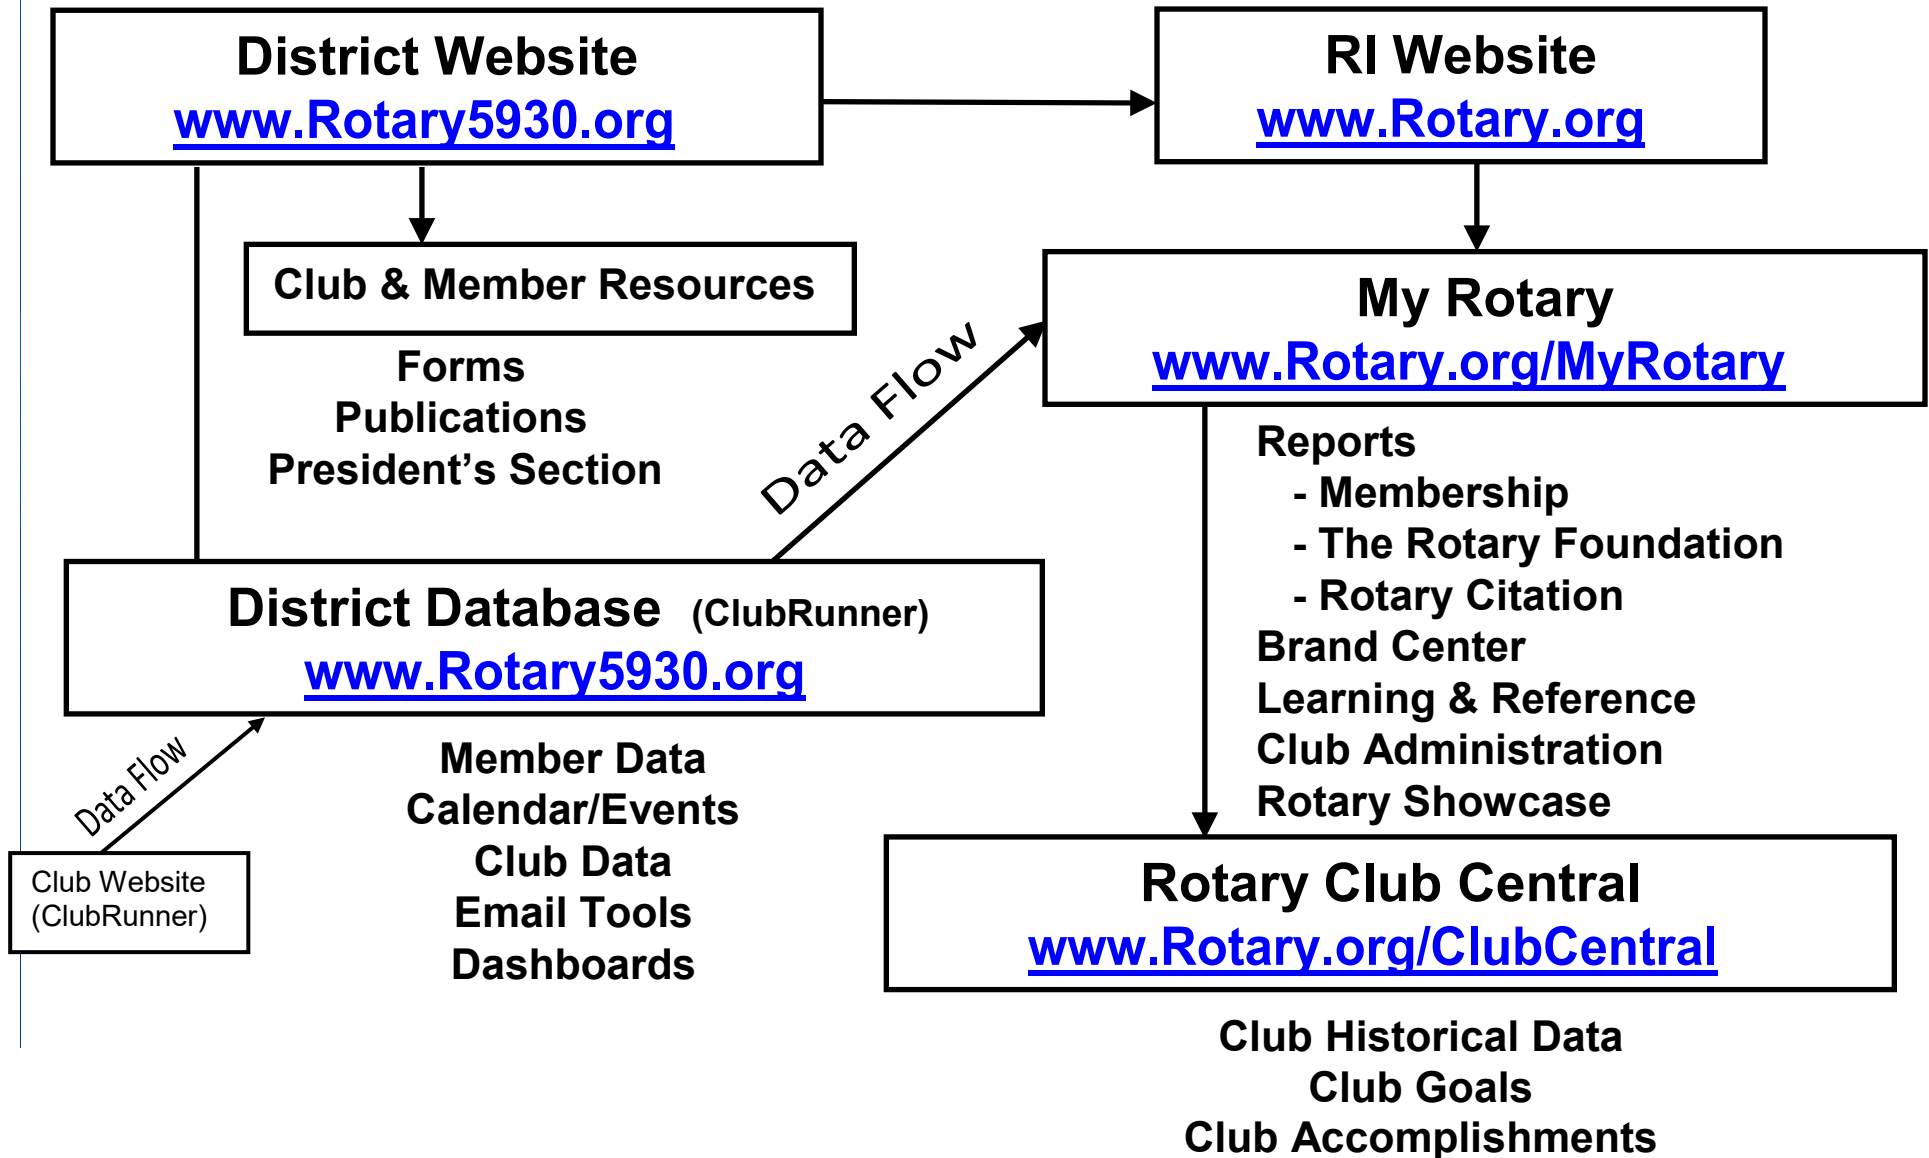 District Website
www.Rotary5930.org
RI Website
www.Rotary.org
Club & Member Resources
Forms
Publications
President’s Section
Data Flow
My Rotary
www.Rotary.org/MyRotary
Reports
- Membership
- The Rotary Foundation
- Rotary Citation
Brand Center
Learning & Reference
Club Administration
Rotary Showcase
District Database (ClubRunner)
www.Rotary5930.org
Data Flow
Club Website
(ClubRunner)
Member Data
Calendar/Events
Club Data
Email Tools
Dashboards
Rotary Club Central
www.Rotary.org/ClubCentral
Club Historical Data
Club Goals
Club Accomplishments